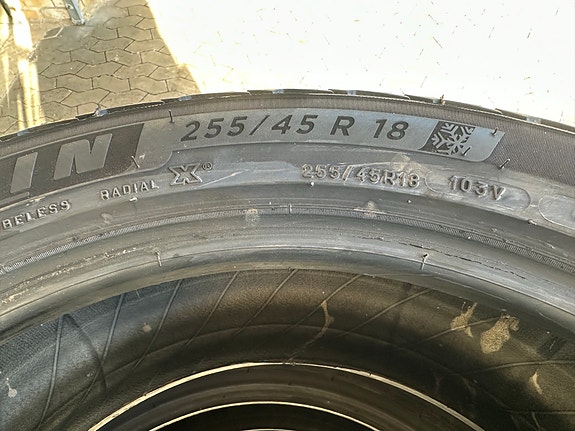 IN 255/45 R 18
BELESS RADIAL X® 255/45R18 103V